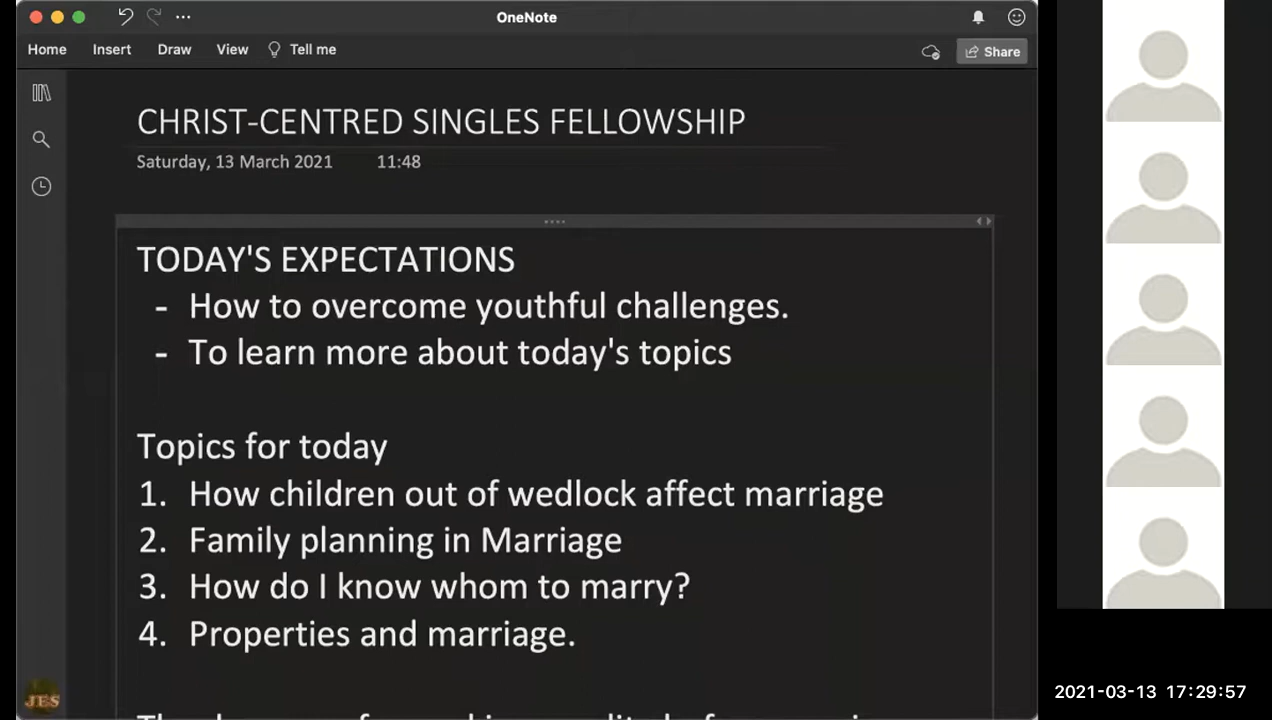 OneNote
Home Insert Draw View Tell me Share
CHRIST-CENTRED SINGLES FELLOWSHIP
Saturday, 13 March 2021 11:48
TODAY'S EXPECTATIONS
- How to overcome youthful challenges.
- To learn more about today's topics
Topics for today
1. How children out of wedlock affect marriage
2. Family planning in Marriage
3. How do I know whom to marry?
4. Properties and marriage.
JES
2021-03-13 17:29:57